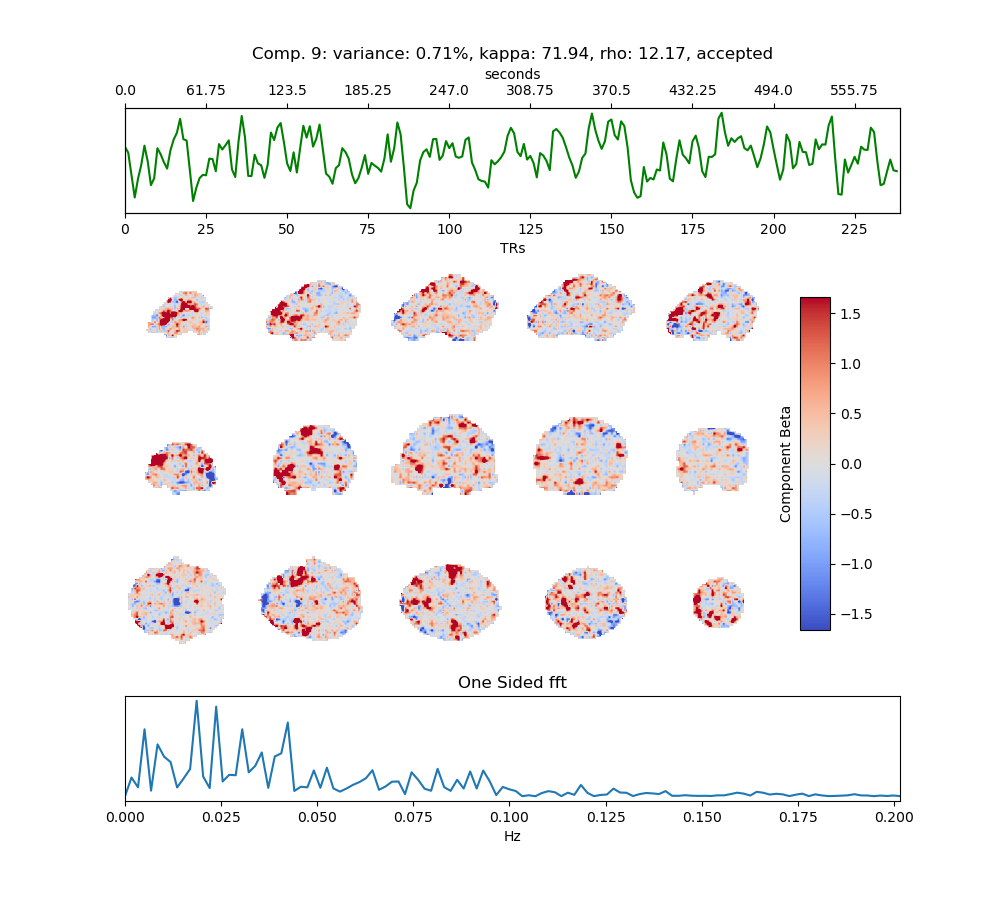 Comp. 9: variance: 0.71%, kappa: 71.94, rho: 12.17, accepted
seconds
0.0 61.75 123.5 185.25 247.0 308.75 370.5 432.25 494.0 555.75
0 25 50 75 100 125 150 175 200 225
TRs
1.5
1.0
0.5
0.0
−0.5
−1.0
−1.5
Component Beta
One Sided fft
0.000 0.025 0.050 0.075 0.100 0.125 0.150 0.175 0.200
Hz